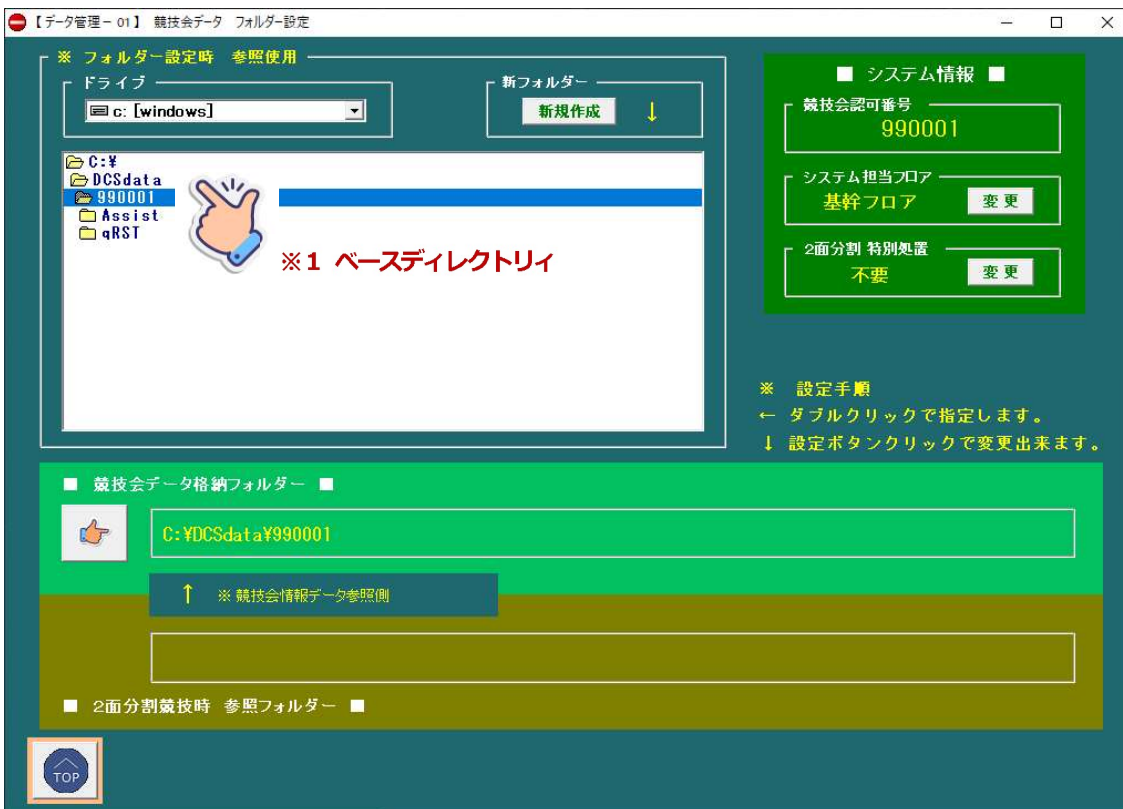 【データ管理－01】 競技会データ フォルダー設定
※ フォルダー設定時 参照使用
ドライブ
c: [windows]
新フォルダー
新規作成 ↓
C:¥
DCSdata
990001
Assist
qRST
※1 ベースディレクトリィ
■ システム情報 ■
競技会認可番号
990001
システム担当フロア
基幹フロア 変更
2面分割 特別処置
不要 変更
※ 設定手順
← ダブルクリックで指定します。
↓ 設定ボタンクリックで変更出来ます。
■ 競技会データ格納フォルダー ■
C:¥DCSdata¥990001
↑ ※競技会情報データ参照側
■ 2面分割競技時 参照フォルダー ■
TOP